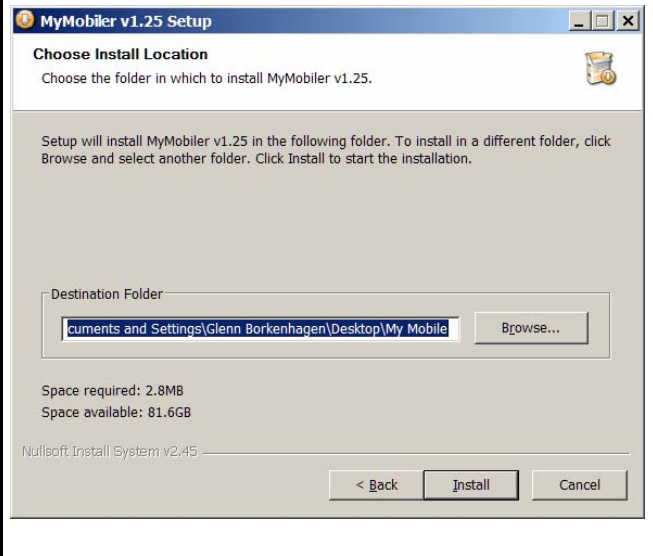 MyMobiler v1.25 Setup
Choose Install Location
Choose the folder in which to install MyMobiler v1.25.
Setup will install MyMobiler v1.25 in the following folder. To install in a different folder, click
Browse and select another folder. Click Install to start the installation.
Destination Folder
cuments and Settings\Glenn Borkenhagen\Desktop\My Mobile
Browse...
Space required: 2.8MB
Space available: 81.6GB
Nullsoft Install System v2.45
< Back
Install
Cancel